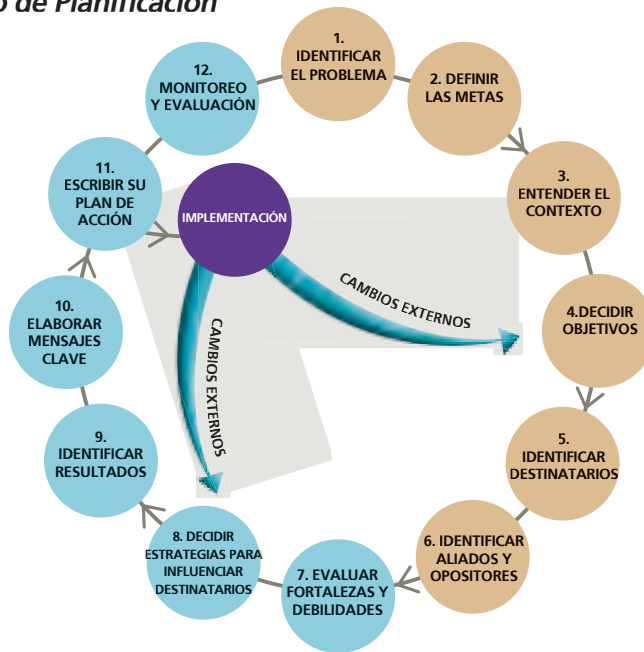 o de Planificación
1.
IDENTIFICAR
EL PROBLEMA
2. DEFINIR
LAS METAS
3.
ENTENDER EL
CONTEXTO
4.DECIDIR
OBJETIVOS
5.
IDENTIFICAR
DESTINATARIOS
6. IDENTIFICAR
ALIADOS Y
OPOSITORES
7. EVALUAR
FORTALEZAS Y
DEBILIDADES
8. DECIDIR
ESTRATEGIAS PARA
INFLUENCIAR
DESTINATARIOS
9.
IDENTIFICAR
RESULTADOS
10.
ELABORAR
MENSAJES
CLAVE
11.
ESCRIBIR SU
PLAN DE
ACCIÓN
12.
MONITOREO
Y EVALUACIÓN
IMPLEMENTACIÓN
CAMBIOS EXTERNOS
CAMBIOS EXTERNOS